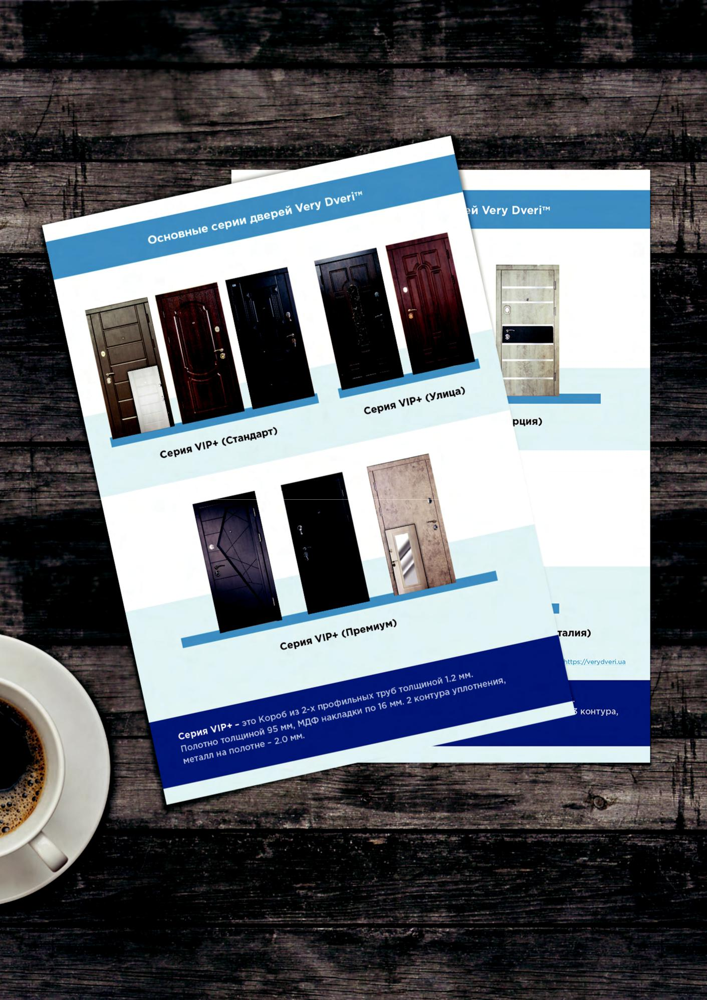 Основные серии дверей Very Dveri™
Серия VIP+ (Стандарт)
Серия VIP+ (Улица)
Серия VIP+ (Премиум)
Серия VIP+ – это Короб из 2-х профильных труб толщиной 1.2 мм.
Полотно толщиной 95 мм, МДФ накладки по 16 мм. 2 контура уплотнения,
металл на полотне – 2.0 мм.
ей Very Dveri™
рция)
талия)
https://verydveri.ua
3 контура,